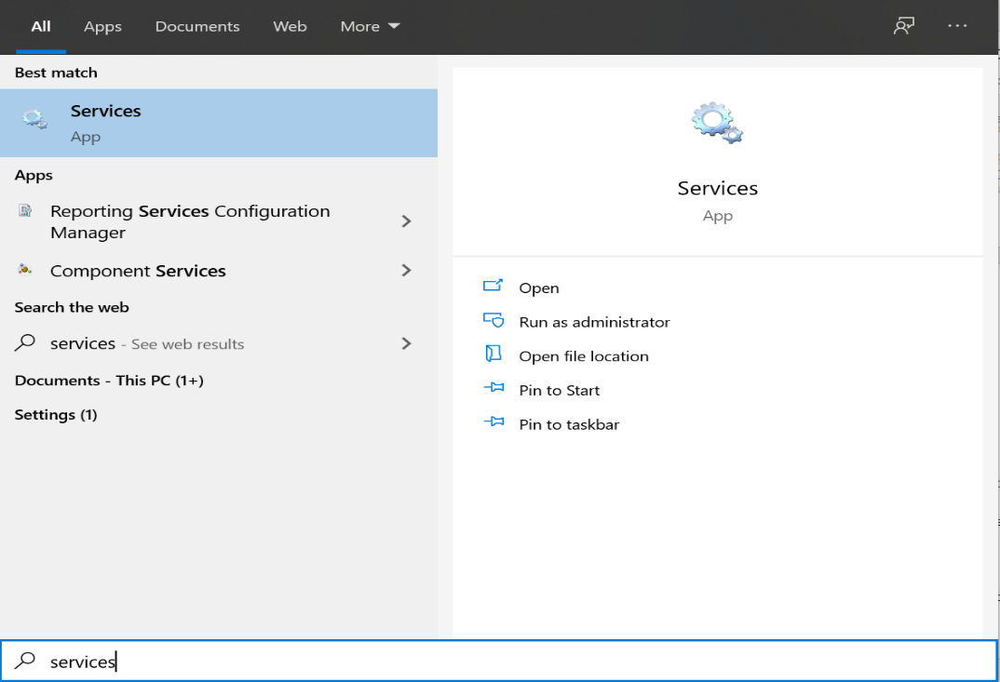 All Apps Documents Web More
Best match
Services
App
Apps
Reporting Services Configuration
Manager
Component Services
Search the web
services - See web results
Documents - This PC (1+)
Settings (1)
Services
App
Open
Run as administrator
Open file location
Pin to Start
Pin to taskbar
services